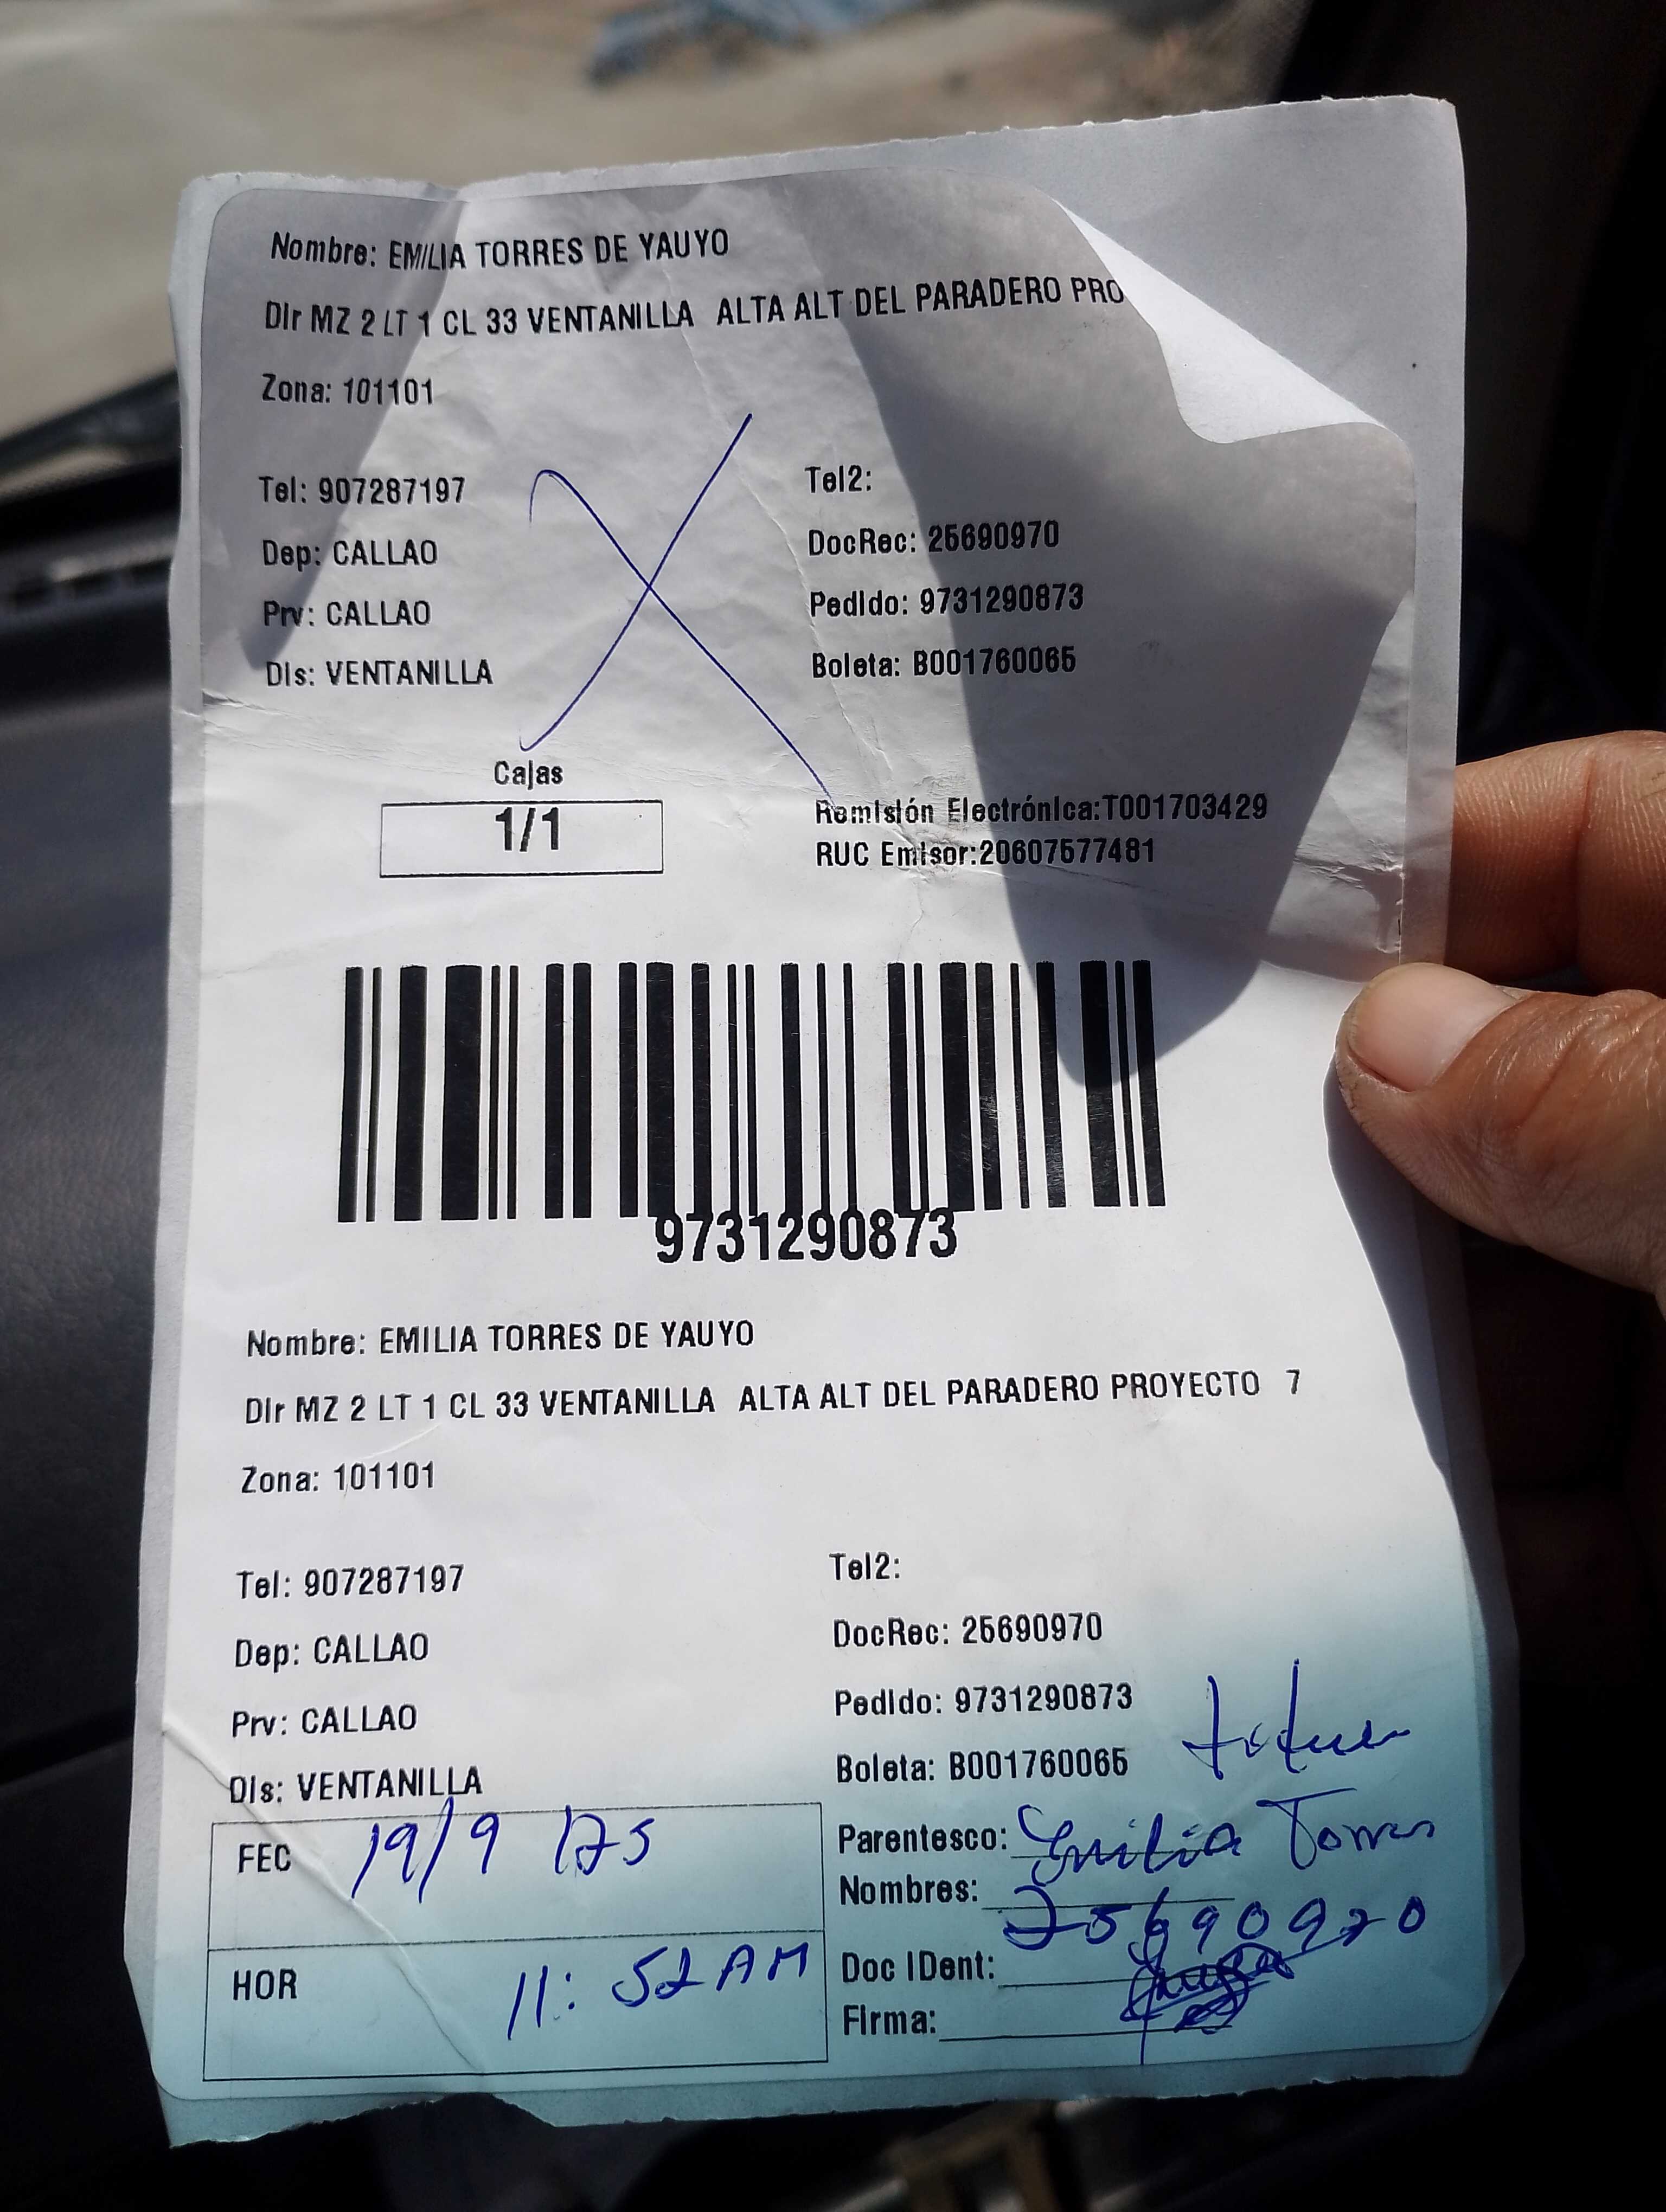 Nombre: EMILIA TORRES DE YAUYO
Dir MZ 2 LT 1 CL 33 VENTANILLA ALTA ALT DEL PARADERO PRO
Zona: 101101
Tel: 907287197
Tel2:
Dep: CALLAO
DocRec: 25690970
Prv: CALLAO
Pedido: 9731290873
Dis: VENTANILLA
Boleta: B001760065
Cajas
1/1
Remisión Electrónica:T001703429
RUC Emisor:20607577481
9731290873
Nombre: EMILIA TORRES DE YAUYO
Dir MZ 2 LT 1 CL 33 VENTANILLA ALTA ALT DEL PARADERO PROYECTO 7
Zona: 101101
Tel: 907287197
Tel2:
Dep: CALLAO
DocRec: 25690970
Prv: CALLAO
Pedido: 9731290873
Dis: VENTANILLA
Boleta: B001760065
FEC 19/9
Parentesco: Emilia Torres
Nombres: 25690970
HOR 11:52 AM
Doc IDent:
Firma: